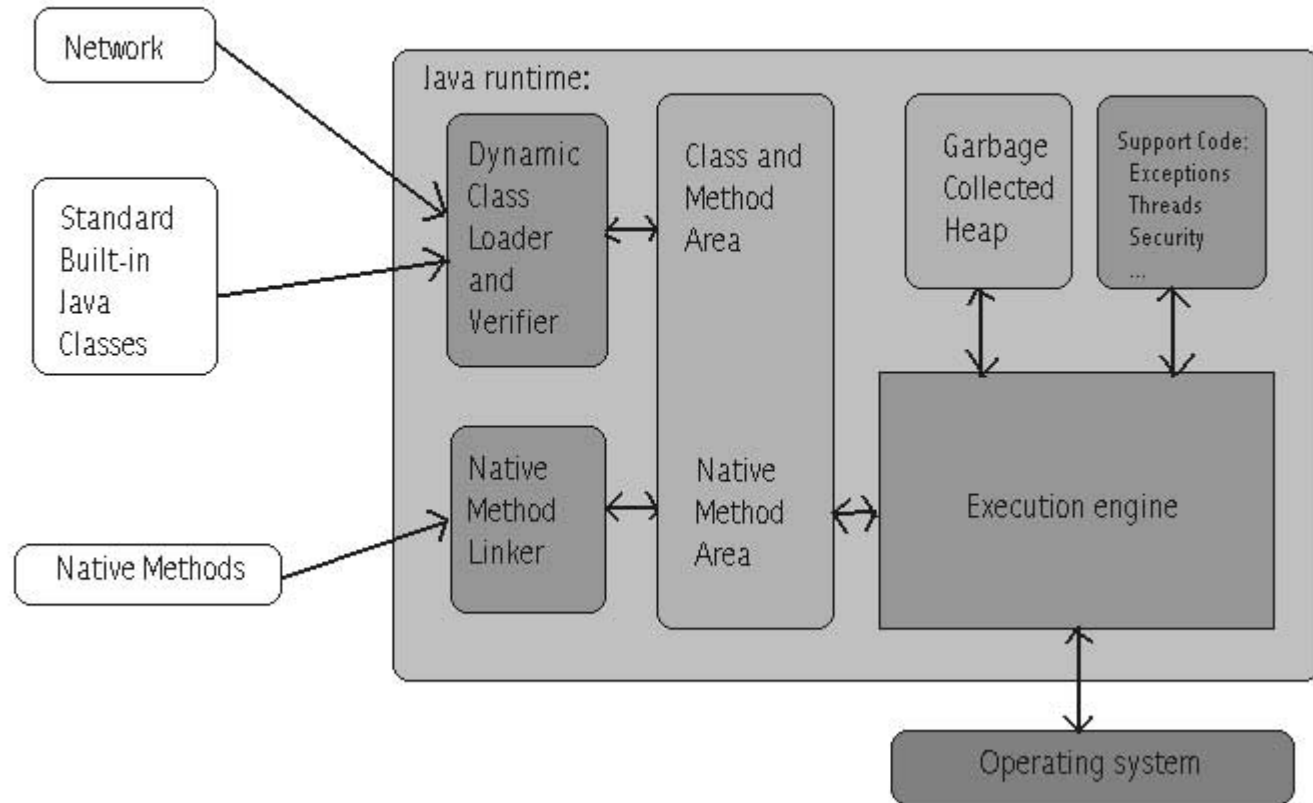 Network
Java runtime:
Standard
Built-in
Java
Classes
Dynamic
Class
Loader
and
Verifier
Class and
Method
Area
Garbage
Collected
Heap
Support Code:
Exceptions
Threads
Security
...
Native Methods
Native
Method
Linker
Native
Method
Area
Execution engine
Operating system